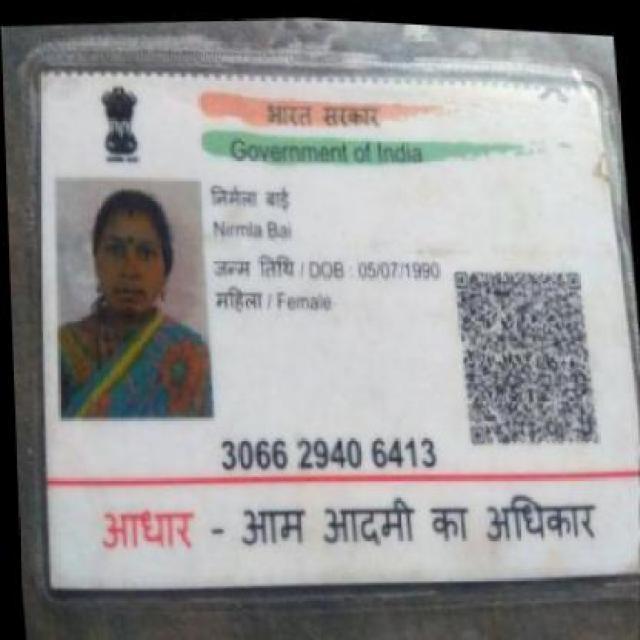 भारत सरकार
Government of India
निर्मला बाई
Nirmla Bai
जन्म तिथि / DOB : 05/07/1990
महिला / Female
3066 2940 6413
आधार - आम आदमी का अधिकार